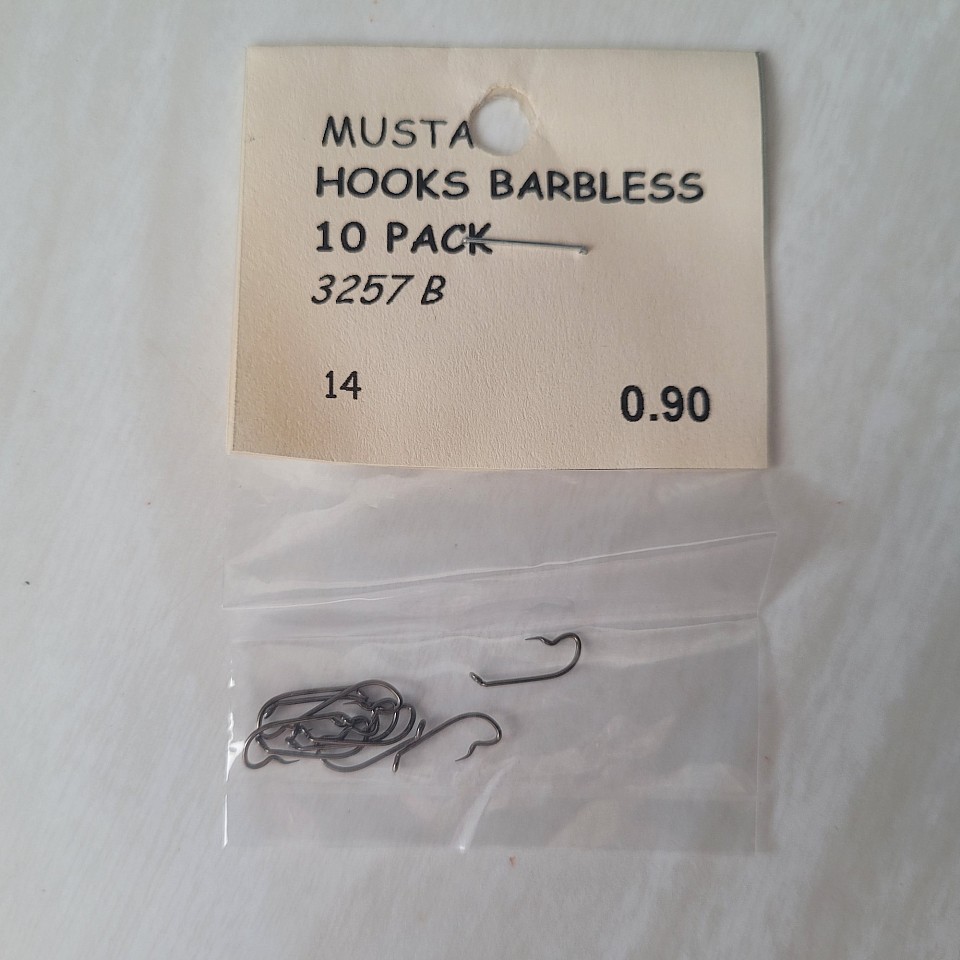 MUSTA
HOOKS BARBLESS
10 PACK
3257 B
14
0.90